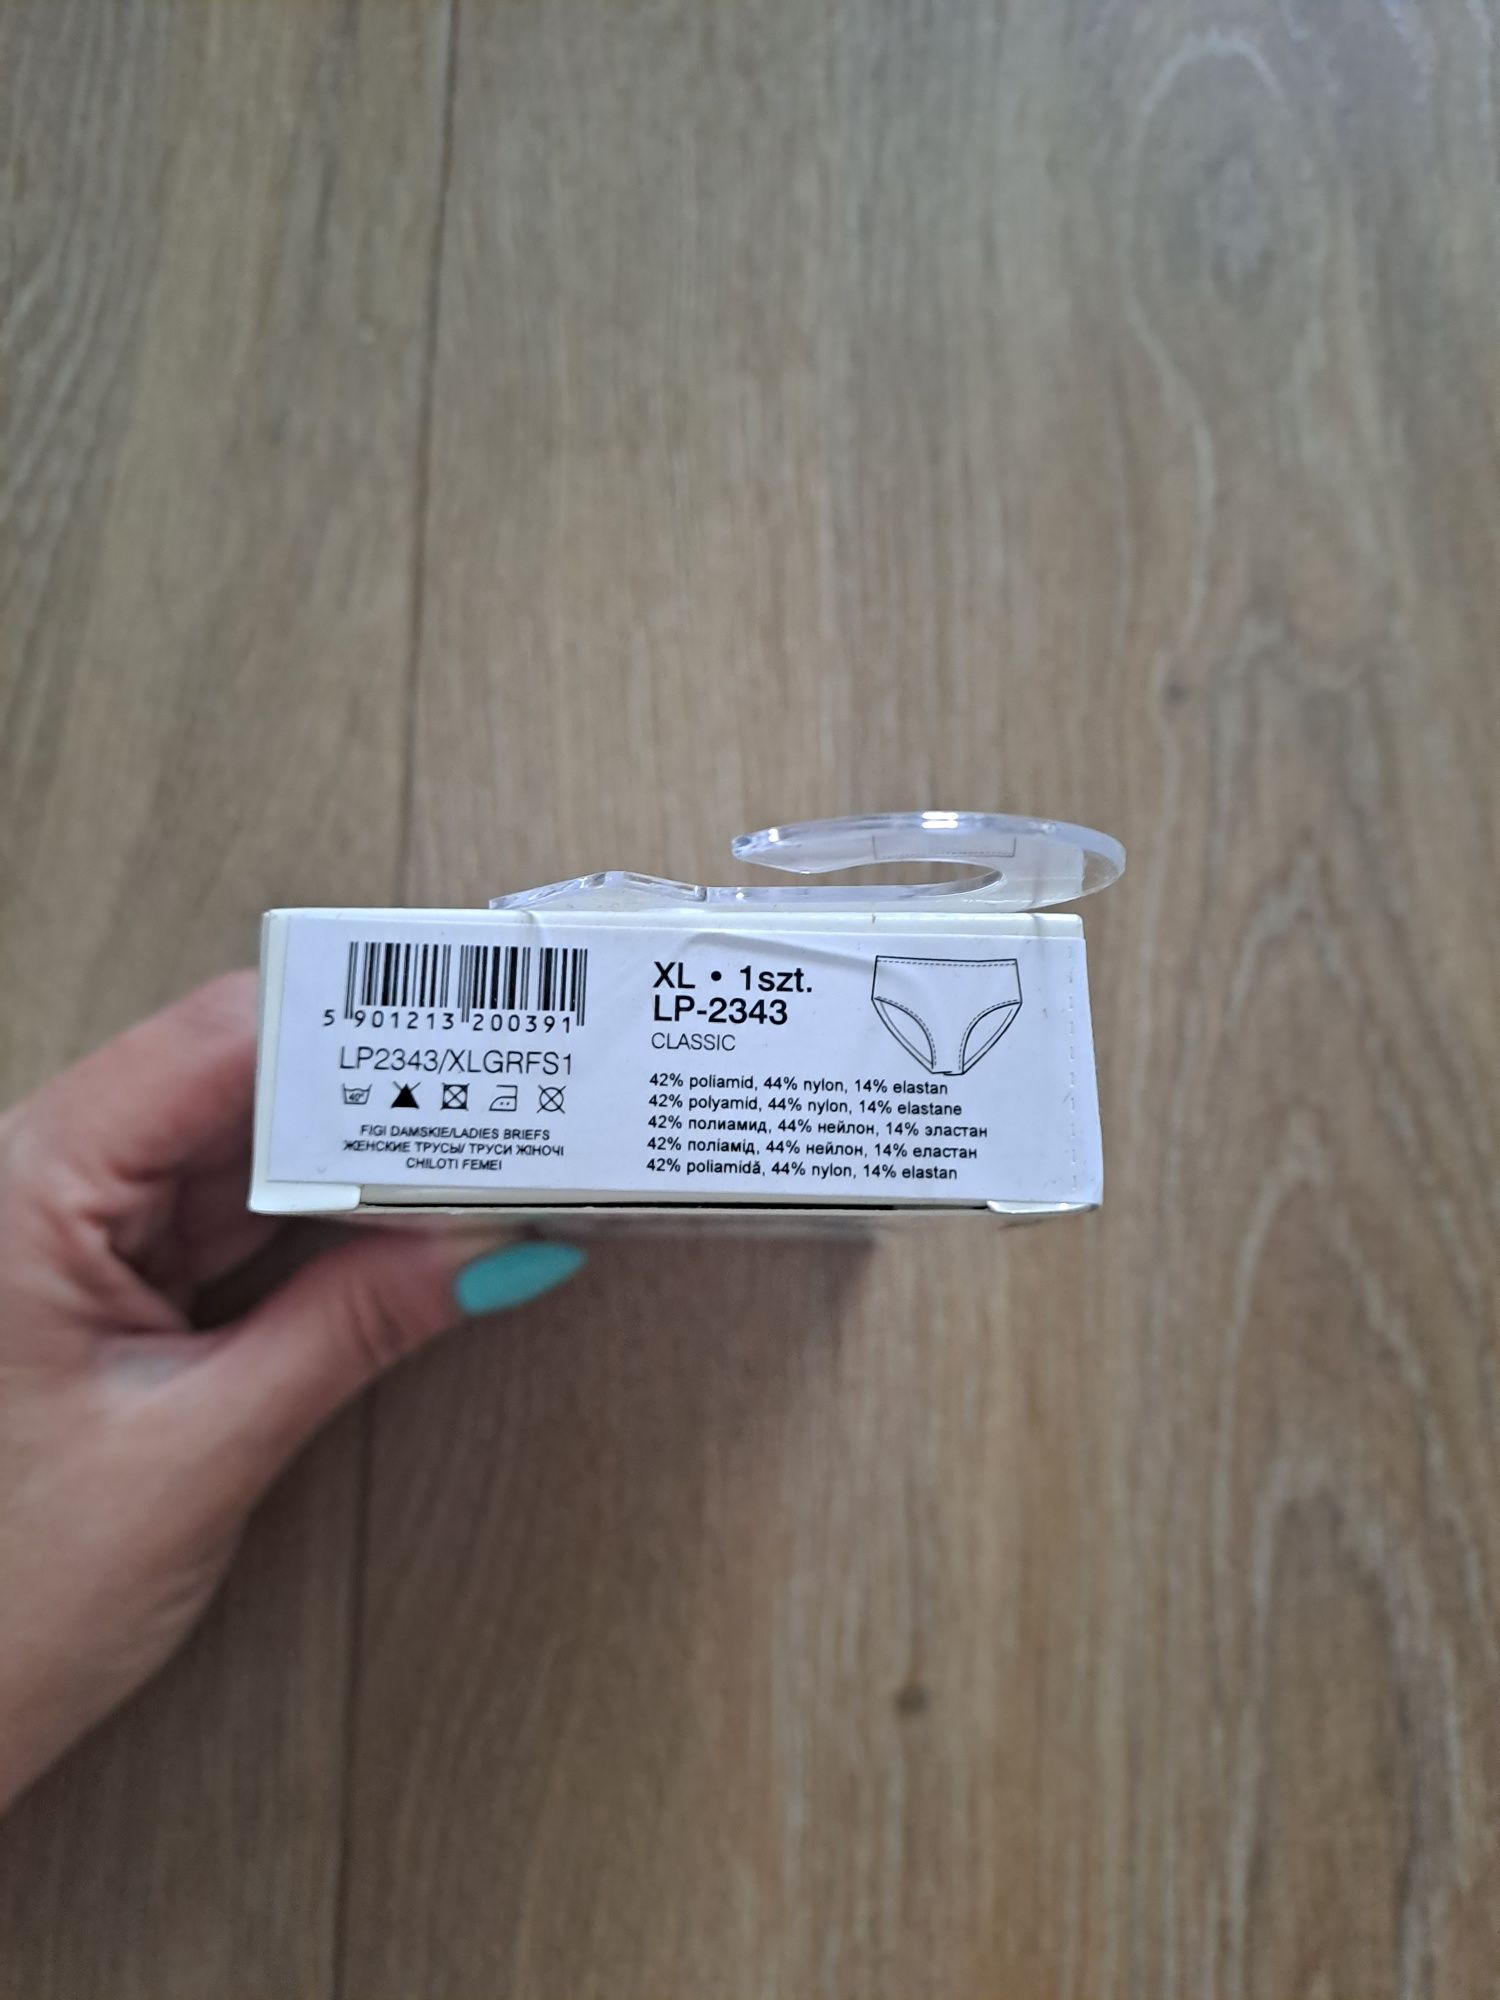 5 901213 200391
LP2343/XLGRFS1
40°
FIGI DAMSKIE/LADIES BRIEFS
ЖЕНСКИЕ ТРУСЫ/ ТРУСИ ЖІНОЧІ
CHILOTI FEMEI
XL • 1szt.
LP-2343
CLASSIC
42% poliamid, 44% nylon, 14% elastan
42% polyamid, 44% nylon, 14% elastane
42% полиамид, 44% нейлон, 14% эластан
42% поліамід, 44% нейлон, 14% еластан
42% poliamidă, 44% nylon, 14% elastan